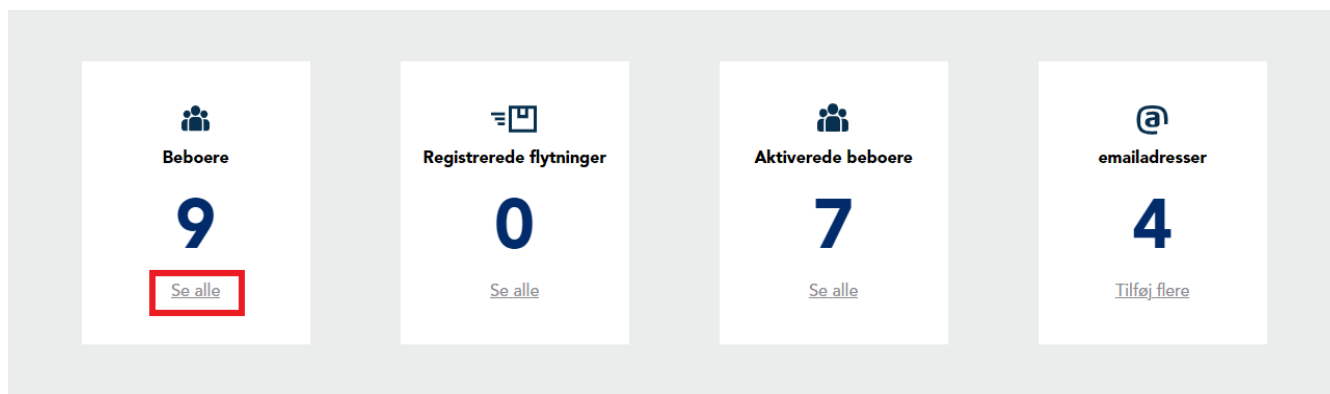 Beboere
9
Se alle
Registrerede flytninger
0
Se alle
Aktiverede beboere
7
Se alle
@
emailadresser
4
Tilføj flere